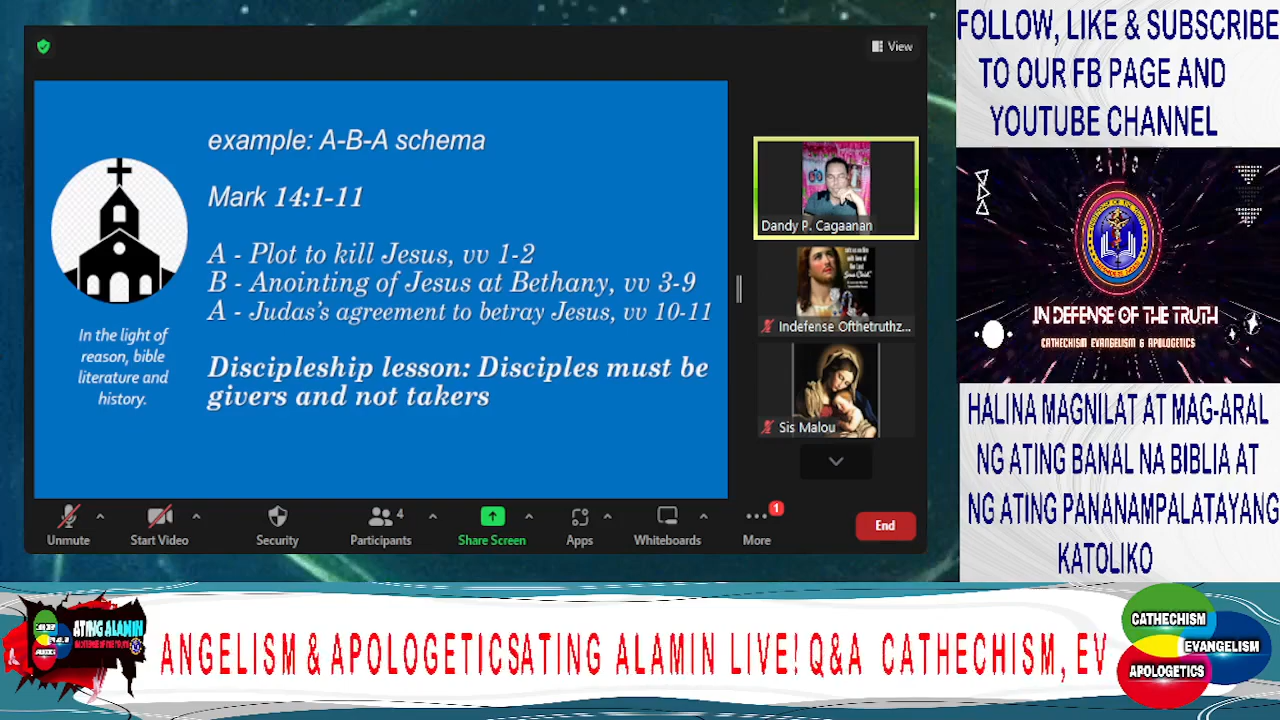 View
example: A-B-A schema
Mark 14:1-11
A - Plot to kill Jesus, vv 1-2
B - Anointing of Jesus at Bethany, vv 3-9
A - Judas's agreement to betray Jesus, vv 10-11
Discipleship lesson: Disciples must be
givers and not takers
In the light of
reason, bible
literature and
history.
Dandy P. Cagaanan
Indefense Ofthetruthz...
Sis Malou
Unmute
Start Video
Security
4
Participants
Share Screen
Apps
Whiteboards
1
More
End
FOLLOW, LIKE & SUBSCRIBE
TO OUR FB PAGE AND
YOUTUBE CHANNEL
IN DEFENSE OF THE TRUTH
CATHECHISM EVANGELISM & APOLOGETICS
HALINA MAGNILAT AT MAG-ARAL
NG ATING BANAL NA BIBLIA AT
NG ATING PANANAMPALATAYANG
KATOLIKO
ATING ALAMIN
ANGELISM & APOLOGETICSATING ALAMIN LIVE! Q&A CATHECHISM, EV
CATHECHISM
EVANGELISM
APOLOGETICS